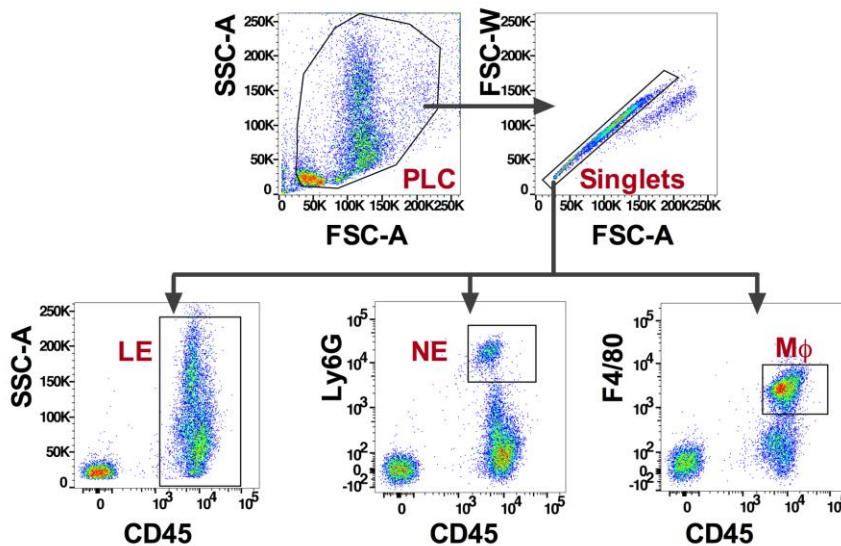 SSC-A
250K
200K
150K
100K
50K
0
PLC
0 50K 100K 150K 200K 250K
FSC-A
FSC-W
250K
200K
150K
100K
50K
0
Singlets
0 50K 100K 150K 200K 250K
FSC-A
SSC-A
250K
200K
150K
100K
50K
0
LE
0 10³ 10⁴ 10⁵
CD45
Ly6G
10⁵
10⁴
10³
10²
0
-10²
NE
0 10³ 10⁴ 10⁵
CD45
F4/80
10⁵
10⁴
10³
10²
0
-10²
Mϕ
0 10³ 10⁴ 10⁵
CD45